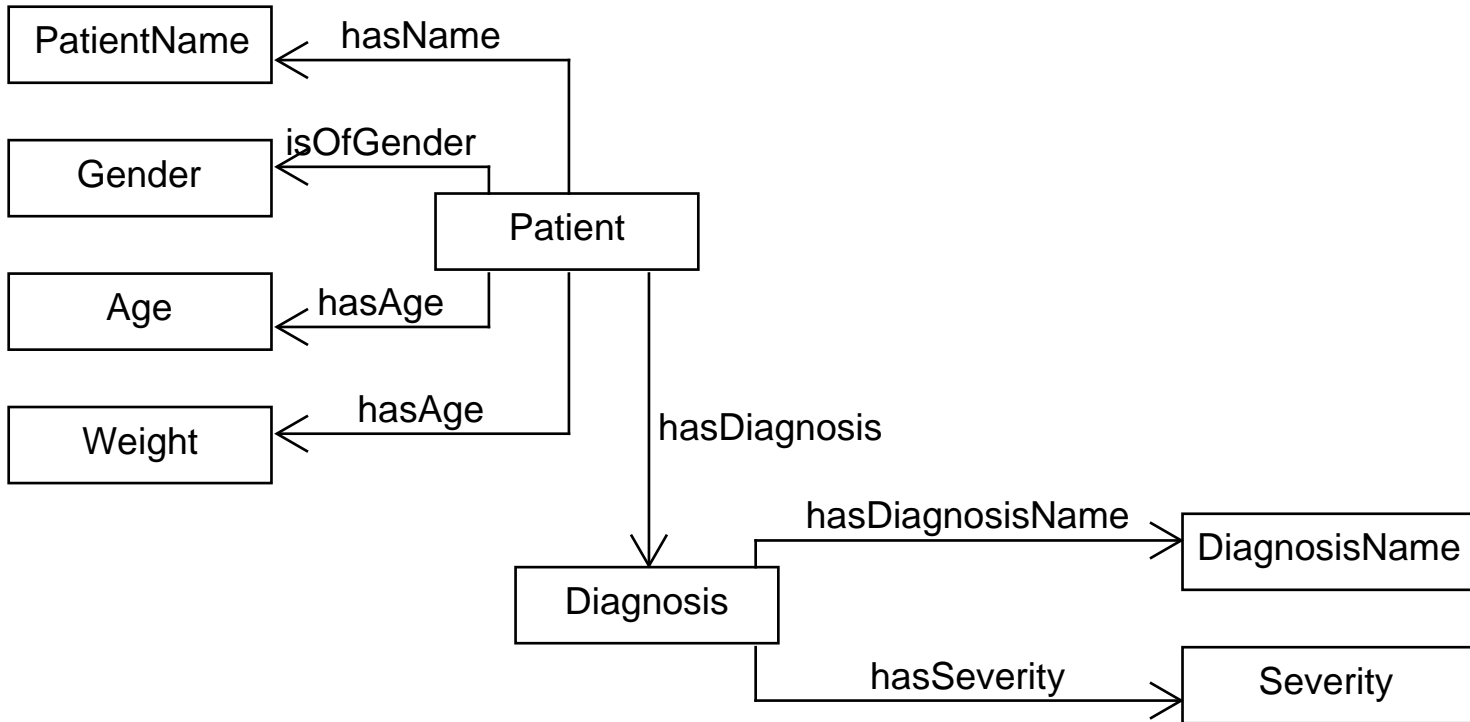 PatientName
hasName
isOfGender
Gender
Patient
Age
hasAge
Weight
hasAge
hasDiagnosis
hasDiagnosisName
DiagnosisName
Diagnosis
hasSeverity
Severity